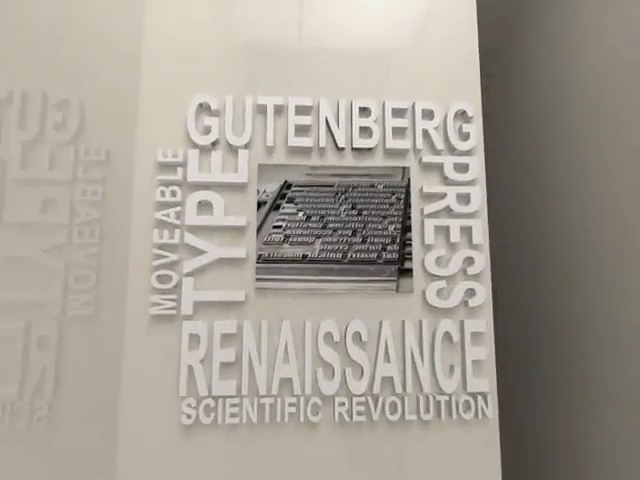 GUTENBERG
MOVEABLE
TYPE
PRESS
RENAISSANCE
SCIENTIFIC REVOLUTION